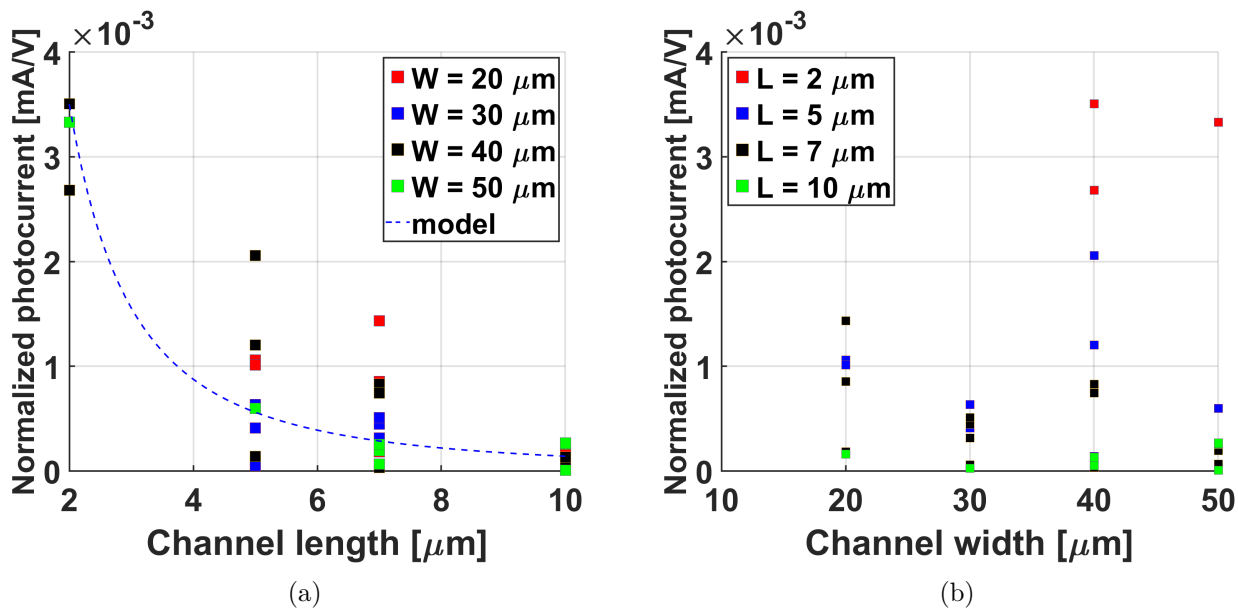 ×10⁻³
Normalized photocurrent [mA/V]
4
3
2
1
0
2
4
6
8
10
Channel length [μm]
W = 20 μm
W = 30 μm
W = 40 μm
W = 50 μm
model
(a)
×10⁻³
Normalized photocurrent [mA/V]
4
3
2
1
0
10
20
30
40
50
Channel width [μm]
L = 2 μm
L = 5 μm
L = 7 μm
L = 10 μm
(b)